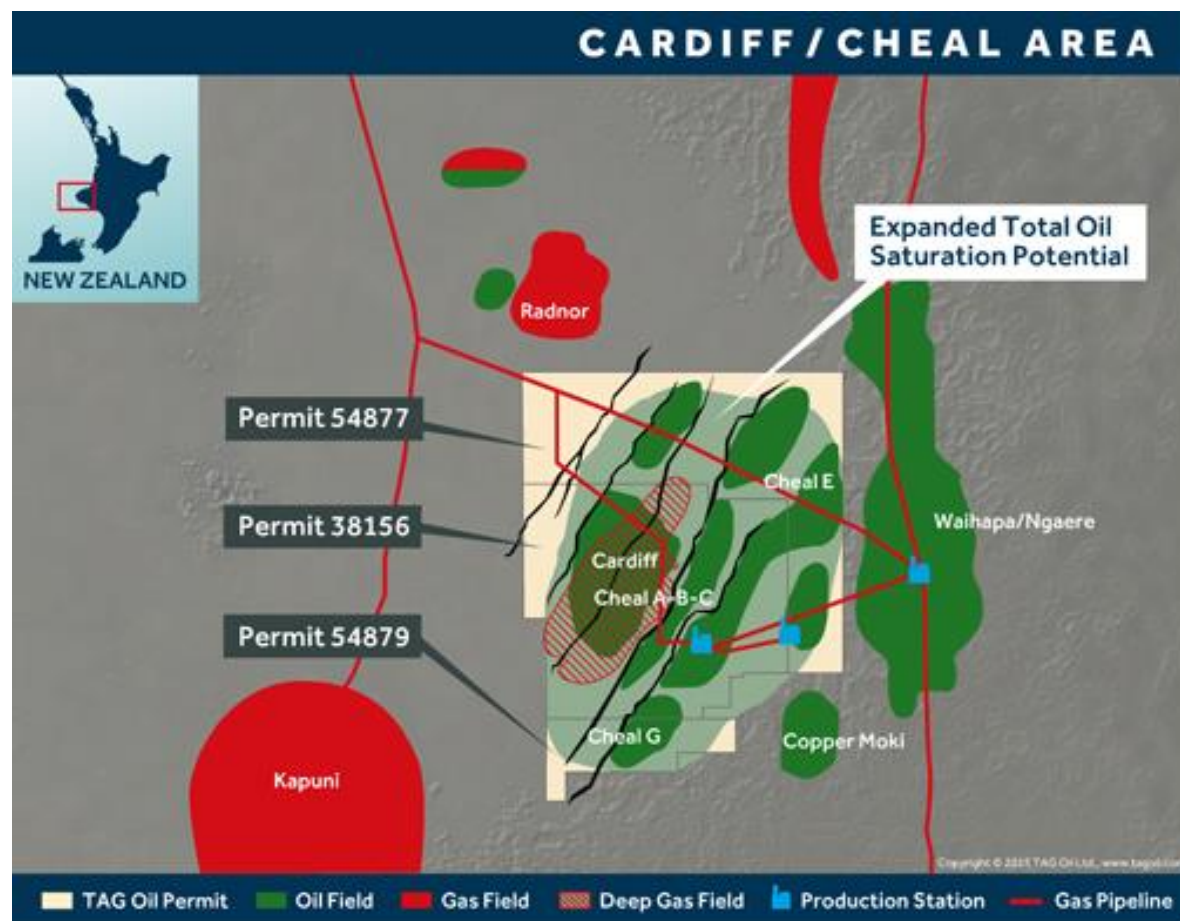 CARDIFF / CHEAL AREA
NEW ZEALAND
Expanded Total Oil
Saturation Potential
Radnor
Permit 54877
Cheal E
Permit 38156
Waihapa/Ngaere
Cardiff
Cheal A-B-C
Permit 54879
Cheal G
Copper Moki
Kapuni
TAG Oil Permit
Oil Field
Gas Field
Deep Gas Field
Production Station
Gas Pipeline